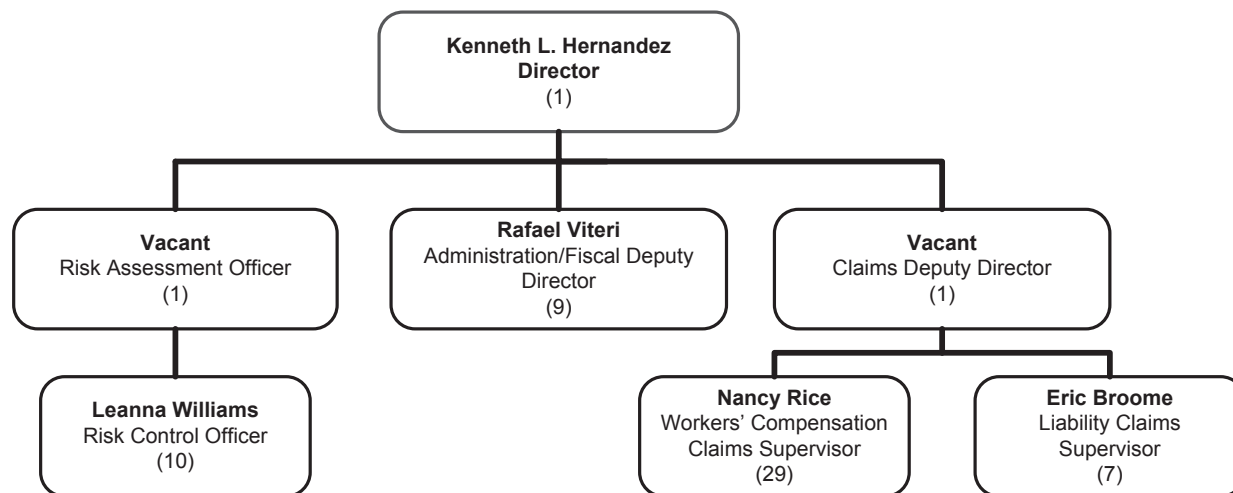 Kenneth L. Hernandez
Director
(1)
Vacant
Risk Assessment Officer
(1)
Rafael Viteri
Administration/Fiscal Deputy
Director
(9)
Vacant
Claims Deputy Director
(1)
Leanna Williams
Risk Control Officer
(10)
Nancy Rice
Workers’ Compensation
Claims Supervisor
(29)
Eric Broome
Liability Claims
Supervisor
(7)